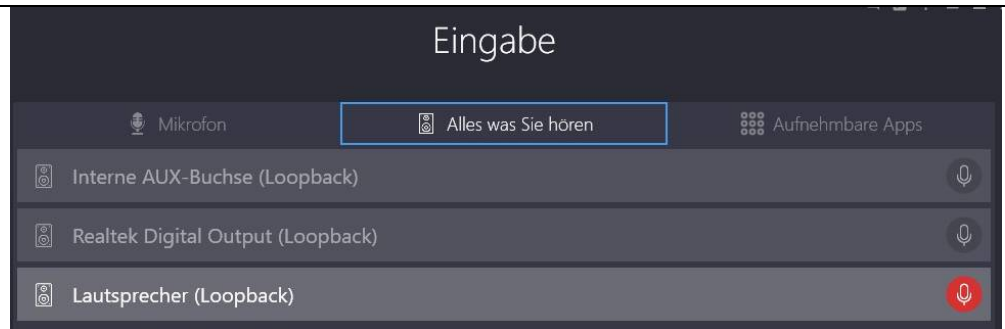 Eingabe
Mikrofon Alles was Sie hören Aufnehmbare Apps
Interne AUX-Buchse (Loopback)
Realtek Digital Output (Loopback)
Lautsprecher (Loopback)